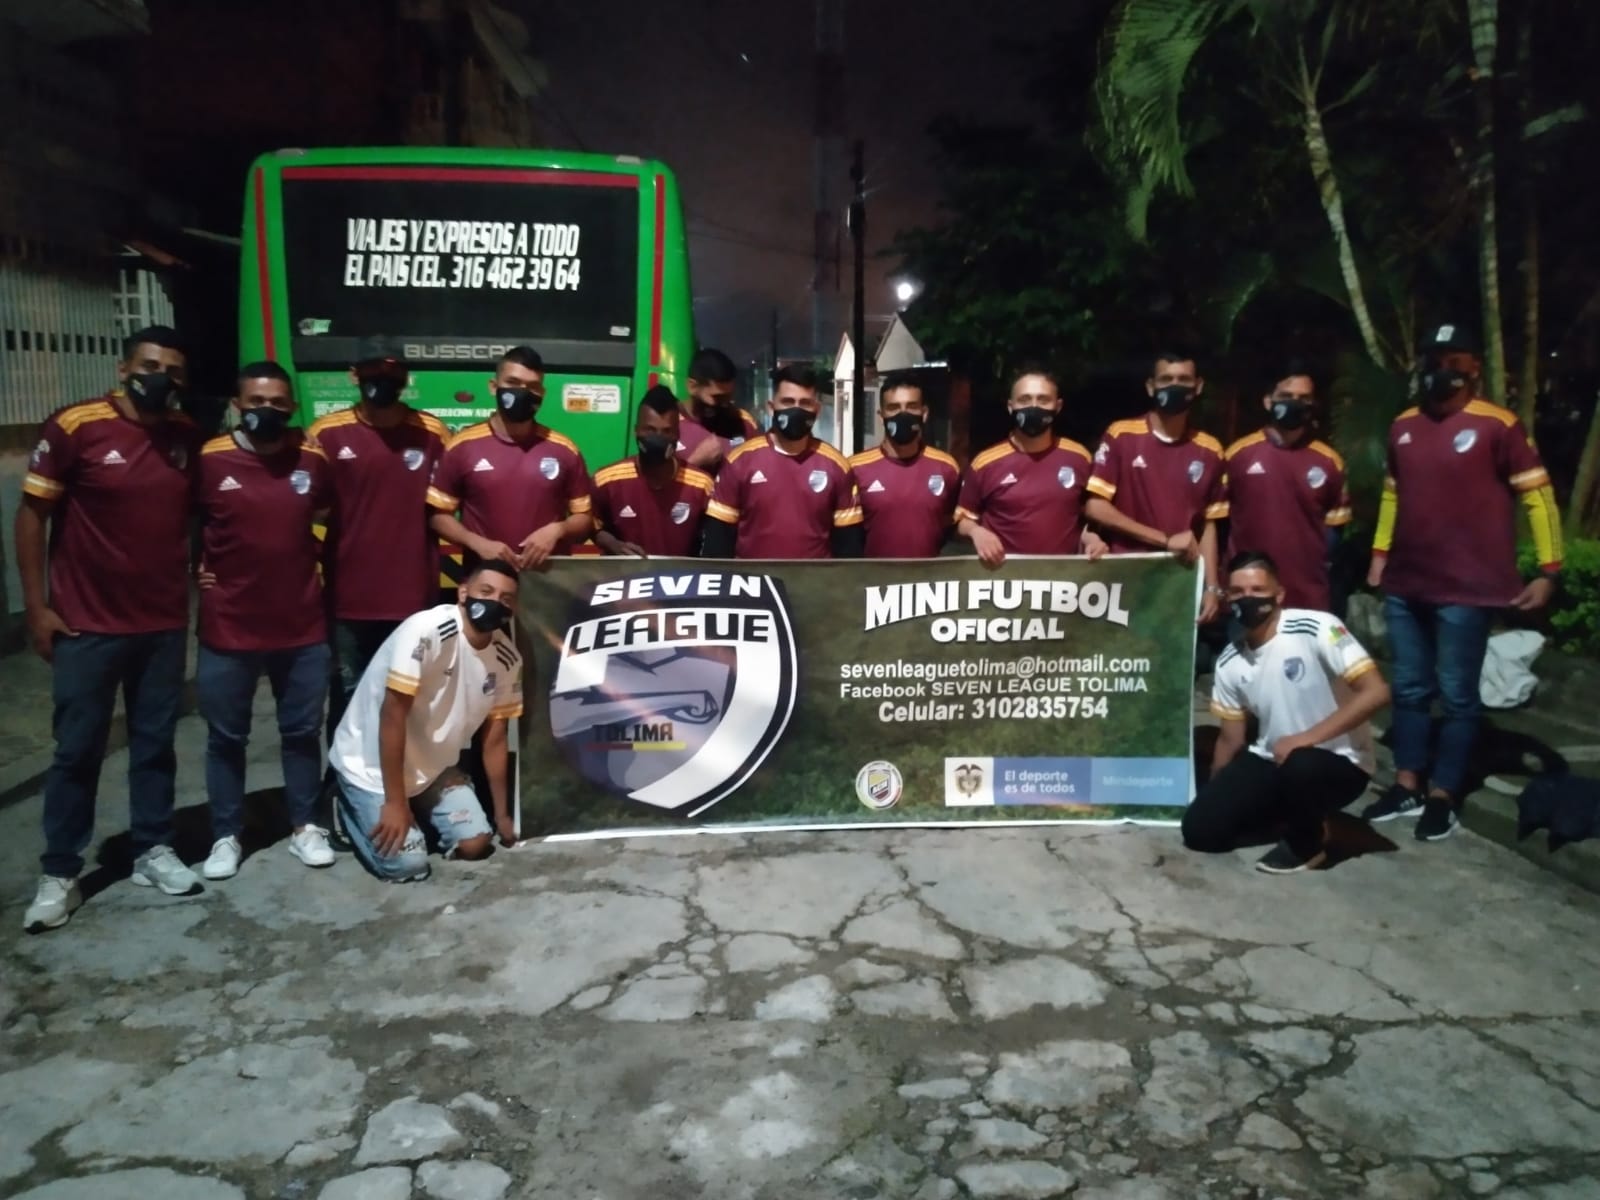 VIAJES Y EXPRESOS A TODO
EL PAIS CEL. 316 462 39 64
BUSSCAR
SEVEN
LEAGUE
TOLIMA
MINI FUTBOL
OFICIAL
sevenleaguetolima@hotmail.com
Facebook SEVEN LEAGUE TOLIMA
Celular: 3102835754
El deporte
es de todos
Mindeporte